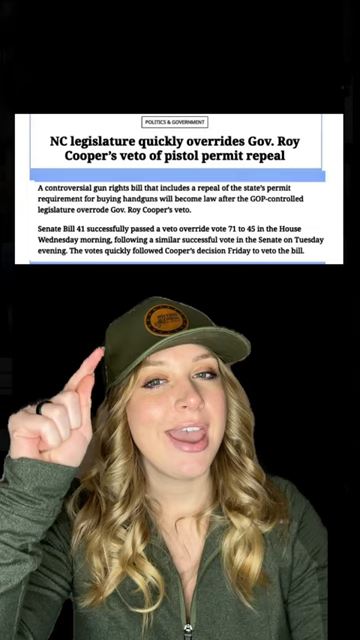 POLITICS & GOVERNMENT
NC legislature quickly overrides Gov. Roy
Cooper's veto of pistol permit repeal
A controversial gun rights bill that includes a repeal of the state's permit
requirement for buying handguns will become law after the GOP-controlled
legislature overrode Gov. Roy Cooper's veto.
Senate Bill 41 successfully passed a veto override vote 71 to 45 in the House
Wednesday morning, following a similar successful vote in the Senate on Tuesday
evening. The votes quickly followed Cooper's decision Friday to veto the bill.